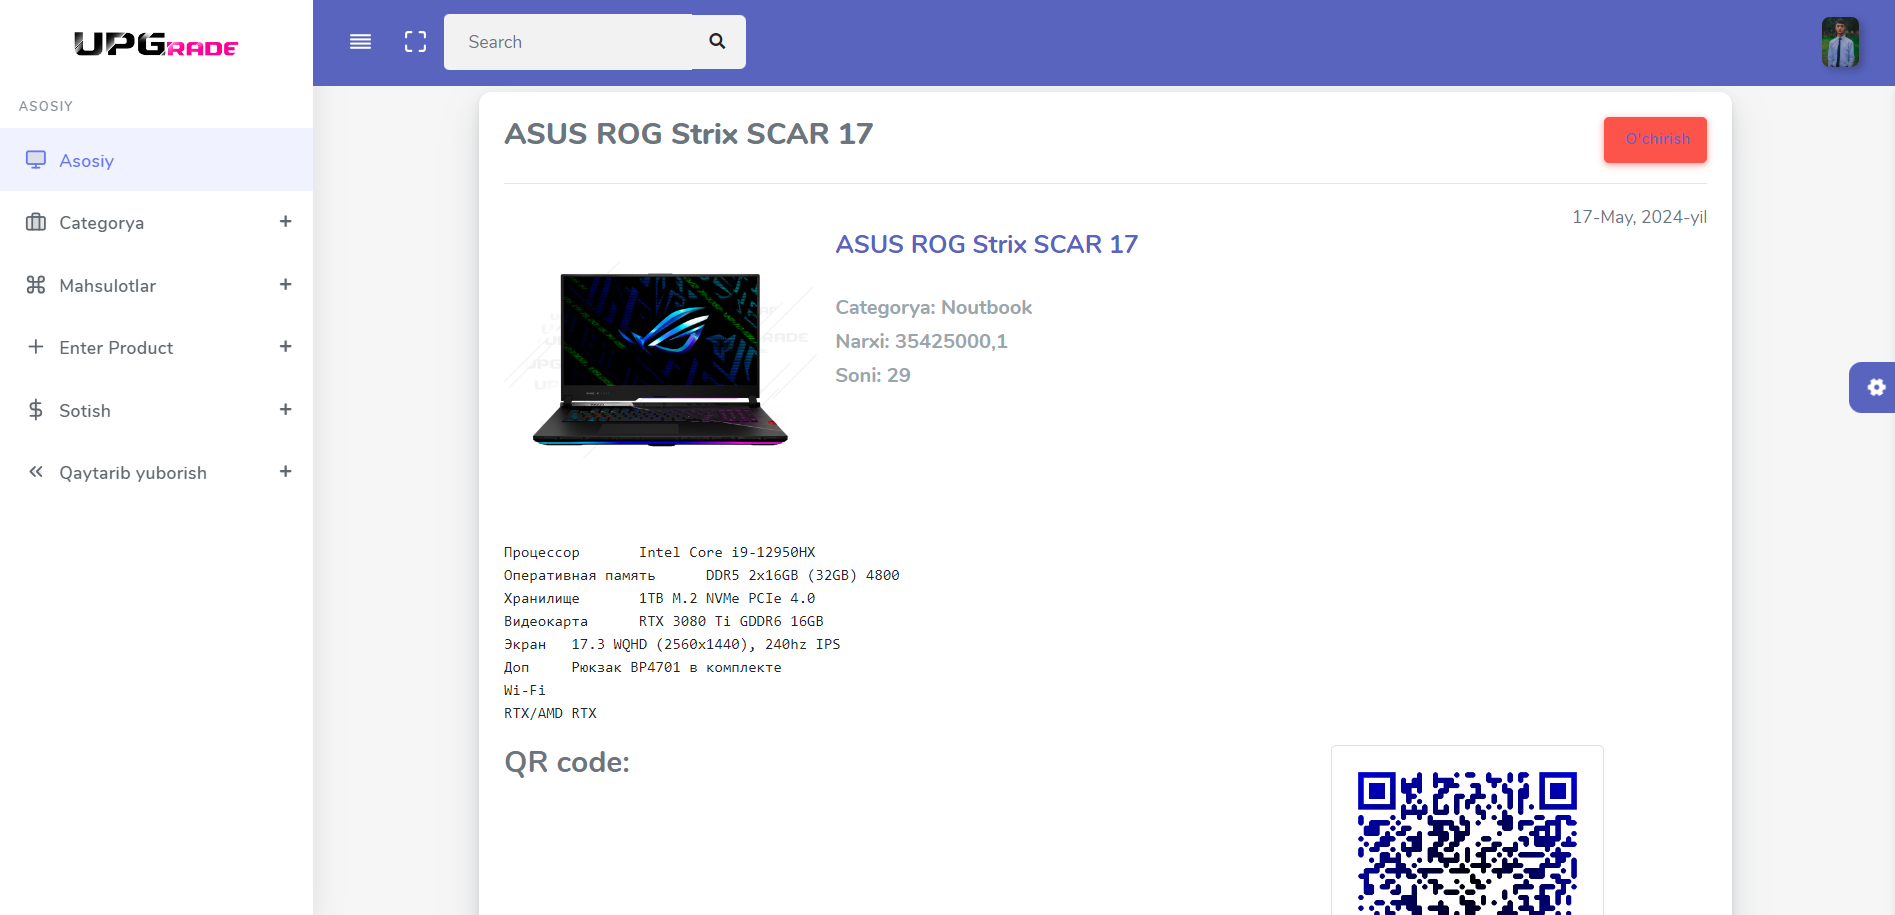 UPGRADE
Search
ASOSIY
Asosiy
Categorya
Mahsulotlar
Enter Product
Sotish
Qaytarib yuborish
ASUS ROG Strix SCAR 17
O'chirish
17-May, 2024-yil
ASUS ROG Strix SCAR 17
Categorya: Noutbook
Narxi: 35425000,1
Soni: 29
Процессор Intel Core i9-12950HX
Оперативная память DDR5 2x16GB (32GB) 4800
Хранилище 1TB M.2 NVMe PCIe 4.0
Видеокарта RTX 3080 Ti GDDR6 16GB
Экран 17.3 WQHD (2560x1440), 240hz IPS
Доп Рюкзак BP4701 в комплекте
Wi-Fi
RTX/AMD RTX
QR code: